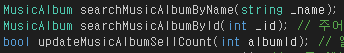 MusicAlbum searchMusicAlbumByName(string _name);
MusicAlbum searchMusicAlbumById(int _id); // 주어
bool updateMusicAlbumSellCount(int albumId); //